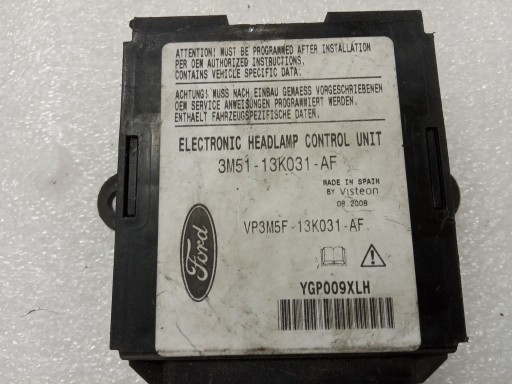 ATTENTION! MUST BE PROGRAMMED AFTER INSTALLATION
PER OEM AUTHORIZED INSTRUCTIONS.
CONTAINS VEHICLE SPECIFIC DATA.
ACHTUNG! MUSS NACH EINBAU GEMAESS VORGESCHRIEBENEN
OEM SERVICE ANWEISUNGEN PROGRAMMIERT WERDEN.
ENTHAELT FAHRZEUGSPEZIFISCHE DATEN.
ELECTRONIC HEADLAMP CONTROL UNIT
3M51-13K031-AF
MADE IN SPAIN
BY Visteon
08.2008
VP3M5F-13K031-AF
Ford
YGP009XLH